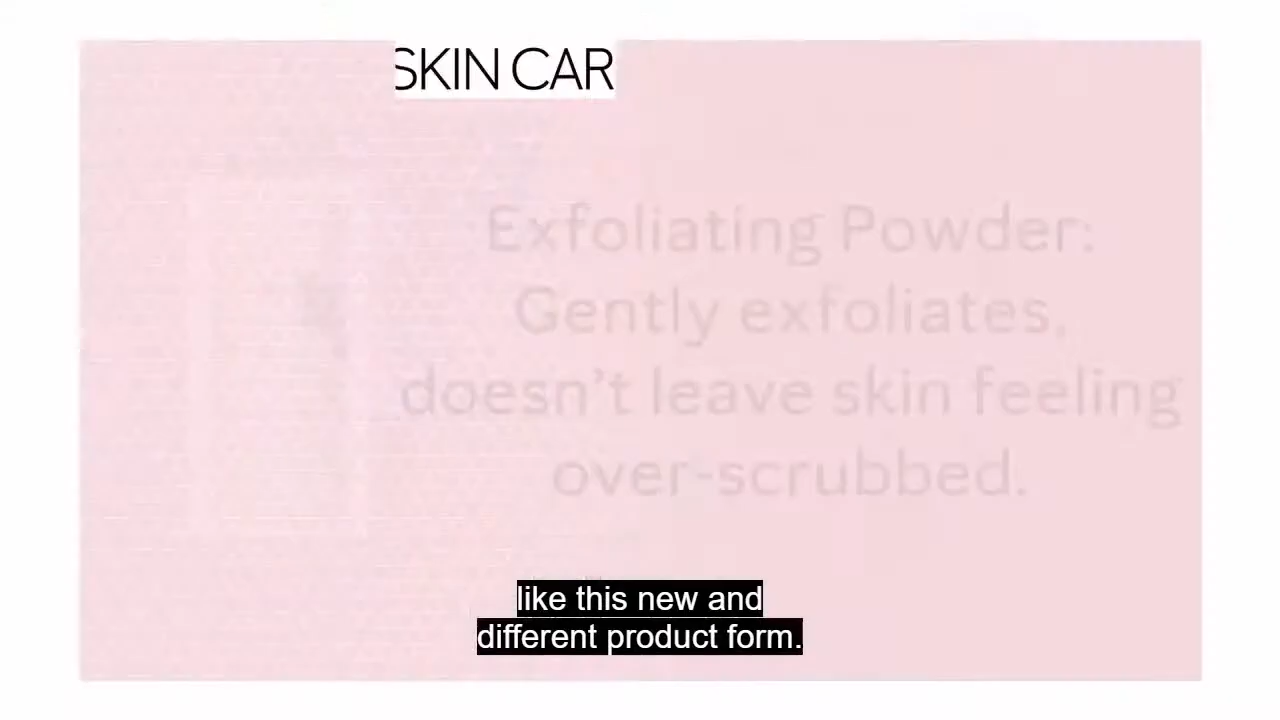 SKIN CAR
Exfoliating Powder:
Gently exfoliates,
doesn’t leave skin feeling
over-scrubbed.
like this new and
different product form.